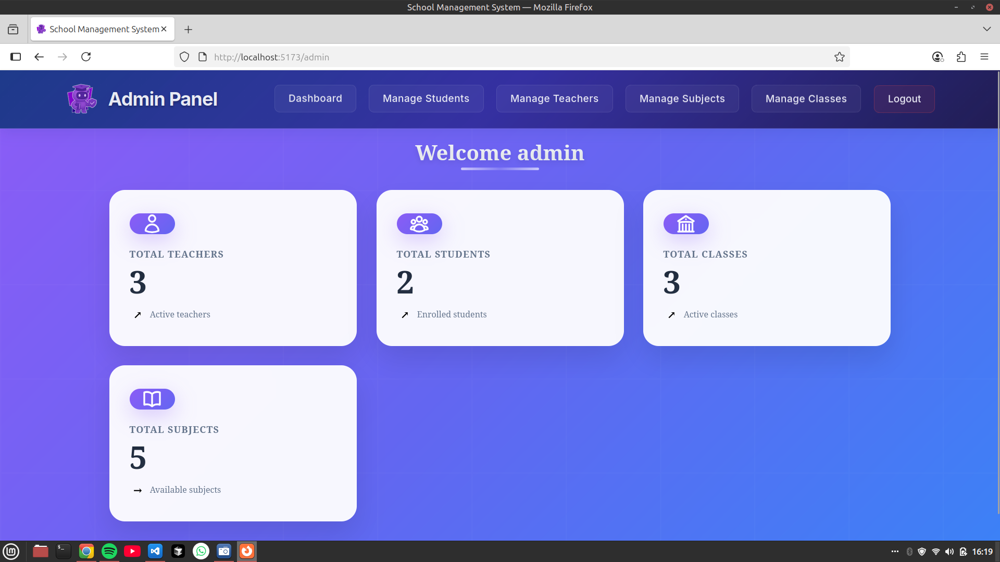 School Management System — Mozilla Firefox
School Management System
http://localhost:5173/admin
Admin Panel
Dashboard
Manage Students
Manage Teachers
Manage Subjects
Manage Classes
Logout
Welcome admin
TOTAL TEACHERS
3
↗ Active teachers
TOTAL STUDENTS
2
↗ Enrolled students
TOTAL CLASSES
3
↗ Active classes
TOTAL SUBJECTS
5
→ Available subjects
16:19